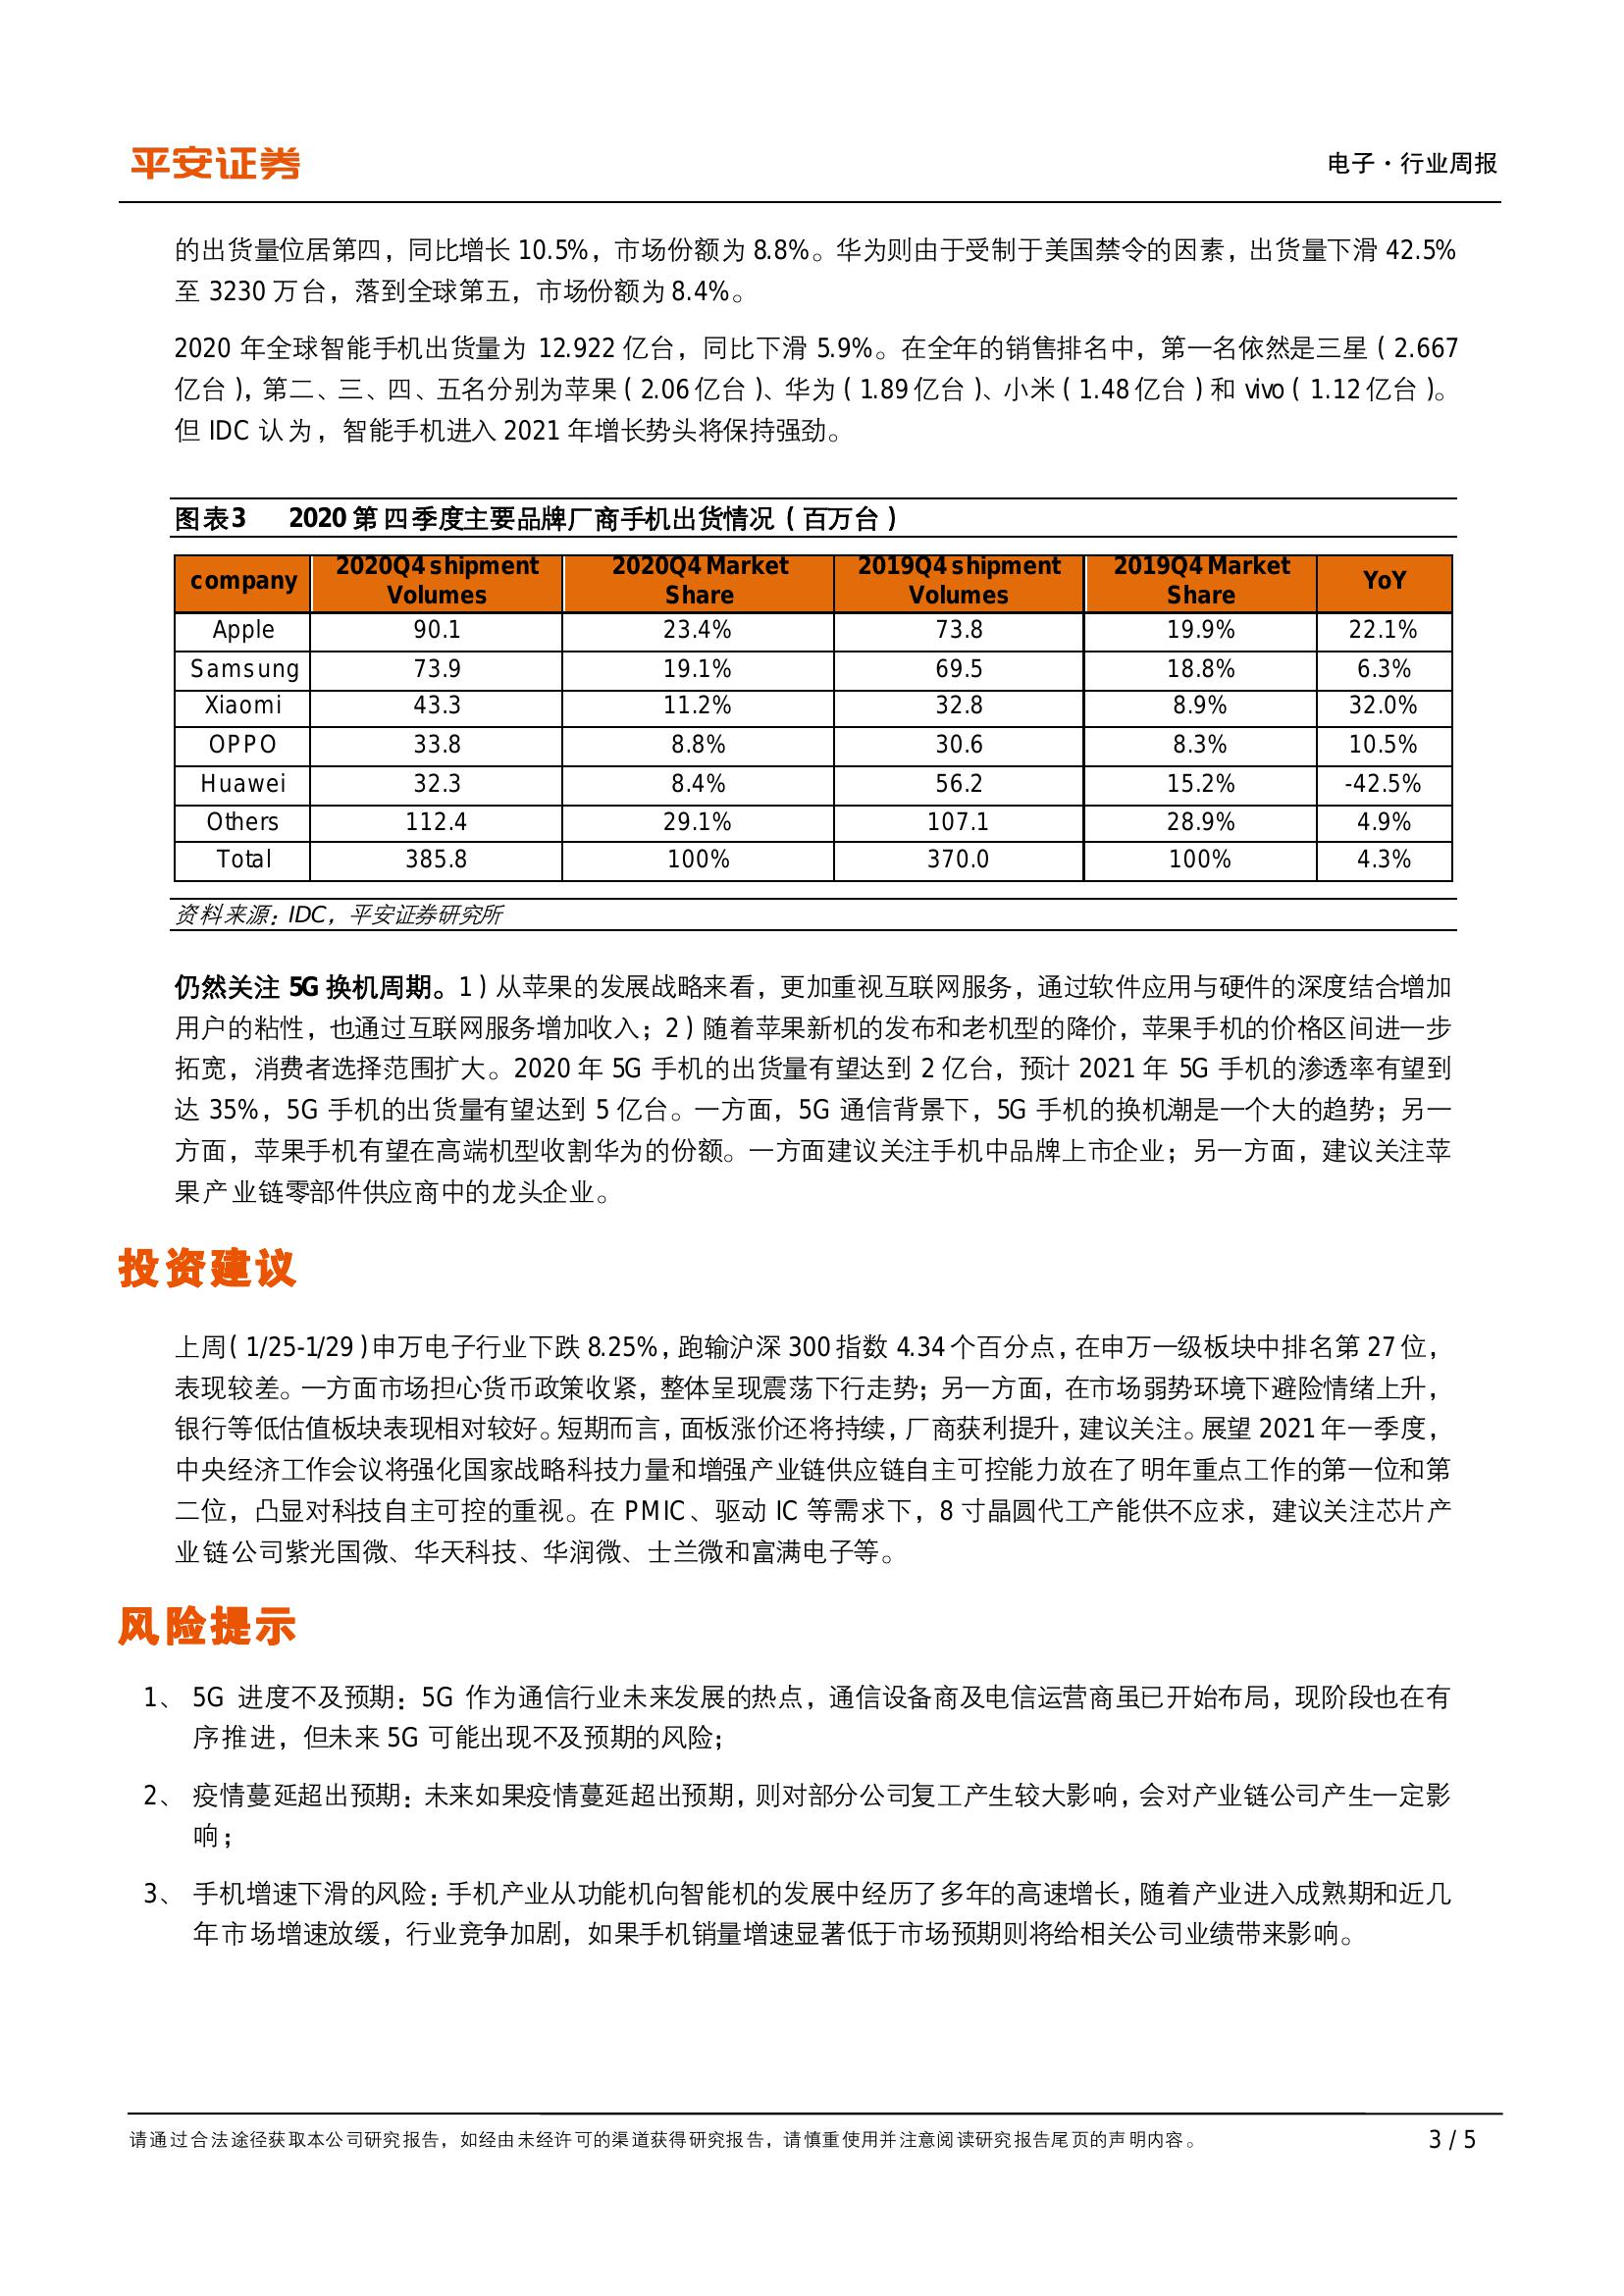 平安证券
电子·行业周报
的出货量位居第四，同比增长 10.5%，市场份额为 8.8%。华为则由于受制于美国禁令的因素，出货量下滑 42.5%
至 3230 万台，落到全球第五，市场份额为 8.4%。
2020 年全球智能手机出货量为 12.922 亿台，同比下滑 5.9%。在全年的销售排名中，第一名依然是三星（2.667
亿台），第二、三、四、五名分别为苹果（2.06 亿台）、华为（1.89 亿台）、小米（1.48 亿台）和 vivo（1.12 亿台）。
但 IDC 认为，智能手机进入 2021 年增长势头将保持强劲。
图表3 2020 第四季度主要品牌厂商手机出货情况（百万台）
company 2020Q4 shipment Volumes 2020Q4 Market Share 2019Q4 shipment Volumes 2019Q4 Market Share YoY
Apple 90.1 23.4% 73.8 19.9% 22.1%
Samsung 73.9 19.1% 69.5 18.8% 6.3%
Xiaomi 43.3 11.2% 32.8 8.9% 32.0%
OPPO 33.8 8.8% 30.6 8.3% 10.5%
Huawei 32.3 8.4% 56.2 15.2% -42.5%
Others 112.4 29.1% 107.1 28.9% 4.9%
Total 385.8 100% 370.0 100% 4.3%
资料来源：IDC，平安证券研究所
仍然关注 5G 换机周期。1）从苹果的发展战略来看，更加重视互联网服务，通过软件应用与硬件的深度结合增加
用户的粘性，也通过互联网服务增加收入；2）随着苹果新机的发布和老机型的降价，苹果手机的价格区间进一步
拓宽，消费者选择范围扩大。2020 年 5G 手机的出货量有望达到 2 亿台，预计 2021 年 5G 手机的渗透率有望到
达 35%，5G 手机的出货量有望达到 5 亿台。一方面，5G 通信背景下，5G 手机的换机潮是一个大的趋势；另一
方面，苹果手机有望在高端机型收割华为的份额。一方面建议关注手机中品牌上市企业；另一方面，建议关注苹
果产业链零部件供应商中的龙头企业。
投资建议
上周（1/25-1/29）申万电子行业下跌 8.25%，跑输沪深 300 指数 4.34 个百分点，在申万一级板块中排名第 27 位，
表现较差。一方面市场担心货币政策收紧，整体呈现震荡下行走势；另一方面，在市场弱势环境下避险情绪上升，
银行等低估值板块表现相对较好。短期而言，面板涨价还将持续，厂商获利提升，建议关注。展望 2021 年一季度，
中央经济工作会议将强化国家战略科技力量和增强产业链供应链自主可控能力放在了明年重点工作的第一位和第
二位，凸显对科技自主可控的重视。在 PMIC、驱动 IC 等需求下，8 寸晶圆代工产能供不应求，建议关注芯片产
业链公司紫光国微、华天科技、华润微、士兰微和富满电子等。
风险提示
1、 5G 进度不及预期：5G 作为通信行业未来发展的热点，通信设备商及电信运营商虽已开始布局，现阶段也在有
序推进，但未来 5G 可能出现不及预期的风险；
2、 疫情蔓延超出预期：未来如果疫情蔓延超出预期，则对部分公司复工产生较大影响，会对产业链公司产生一定影
响；
3、 手机增速下滑的风险：手机产业从功能机向智能机的发展中经历了多年的高速增长，随着产业进入成熟期和近几
年市场增速放缓，行业竞争加剧，如果手机销量增速显著低于市场预期则将给相关公司业绩带来影响。
请通过合法途径获取本公司研究报告，如经由未经许可的渠道获得研究报告，请慎重使用并注意阅读研究报告尾页的声明内容。
3 / 5